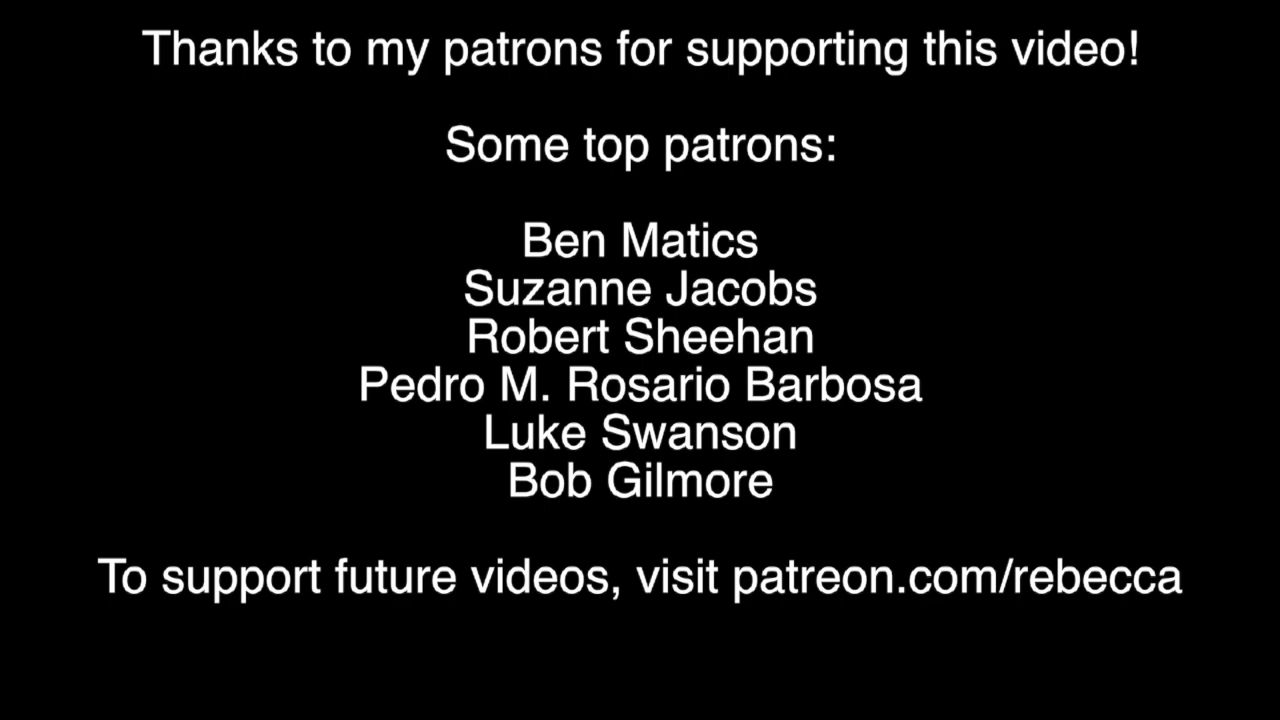 Thanks to my patrons for supporting this video!
Some top patrons:
Ben Matics
Suzanne Jacobs
Robert Sheehan
Pedro M. Rosario Barbosa
Luke Swanson
Bob Gilmore
To support future videos, visit patreon.com/rebecca